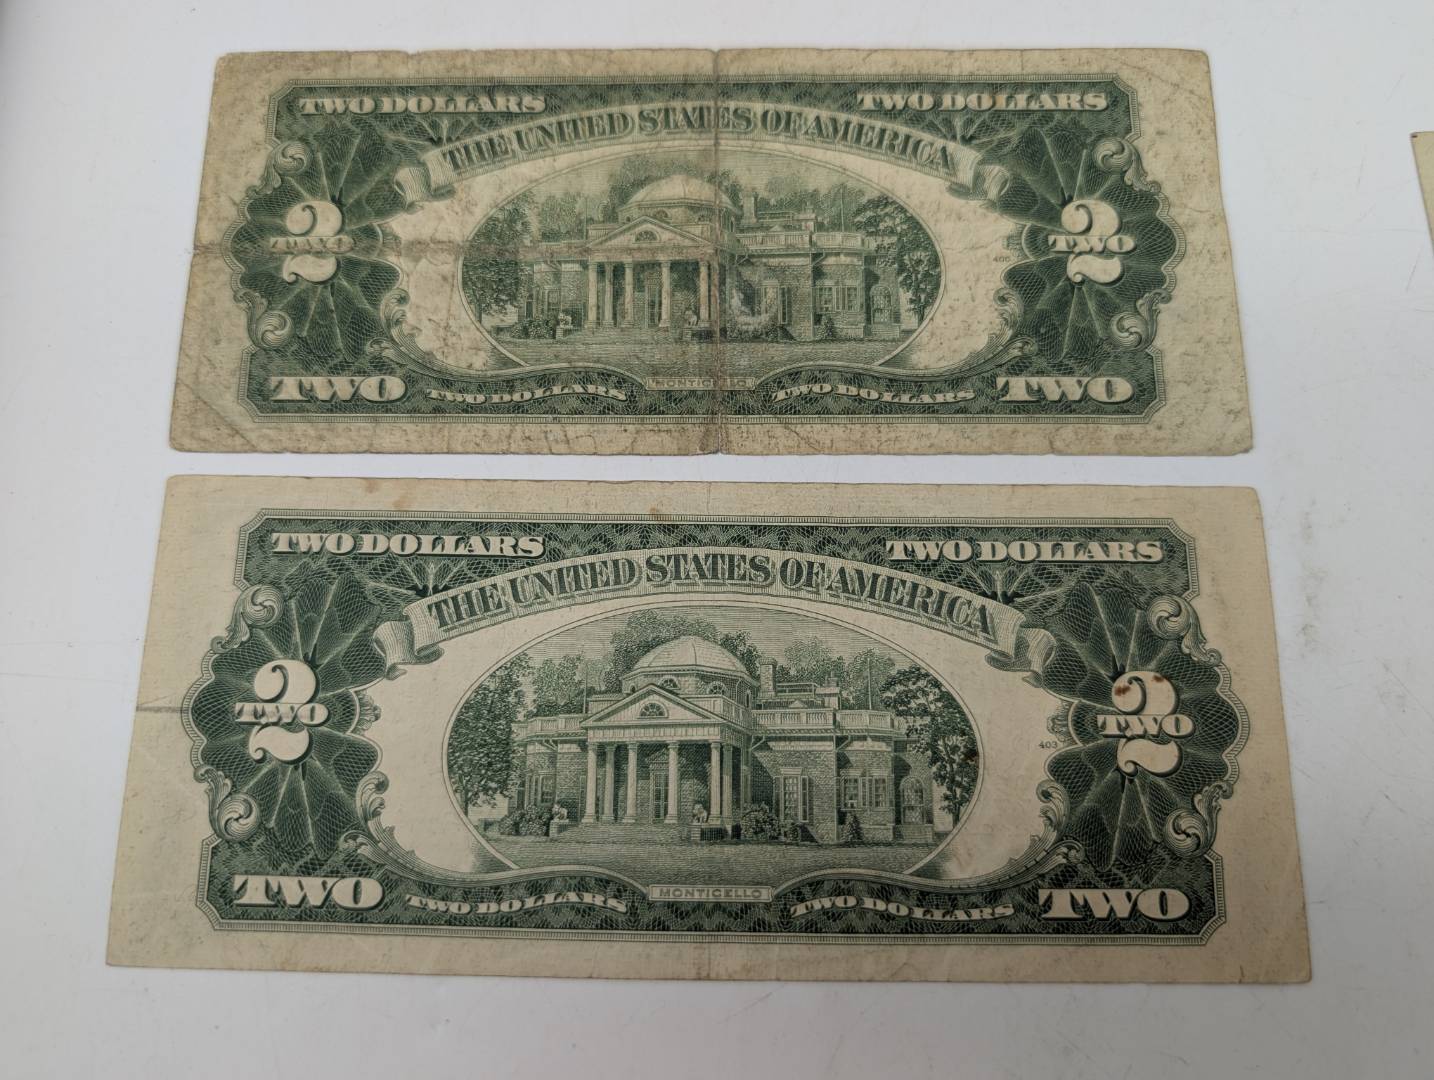 TWO DOLLARS TWO DOLLARS
THE UNITED STATES OF AMERICA
2 2
TWO TWO
406
MONTICELLO
TWO TWO DOLLARS TWO DOLLARS TWO
TWO DOLLARS TWO DOLLARS
THE UNITED STATES OF AMERICA
2 2
TWO TWO
403
MONTICELLO
TWO TWO DOLLARS TWO DOLLARS TWO